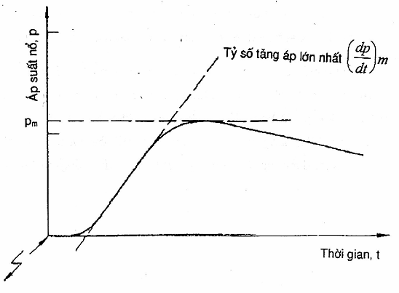 Áp suất nổ, p
Tỷ số tăng áp lớn nhất (dp/dt)m
pm
Thời gian, t